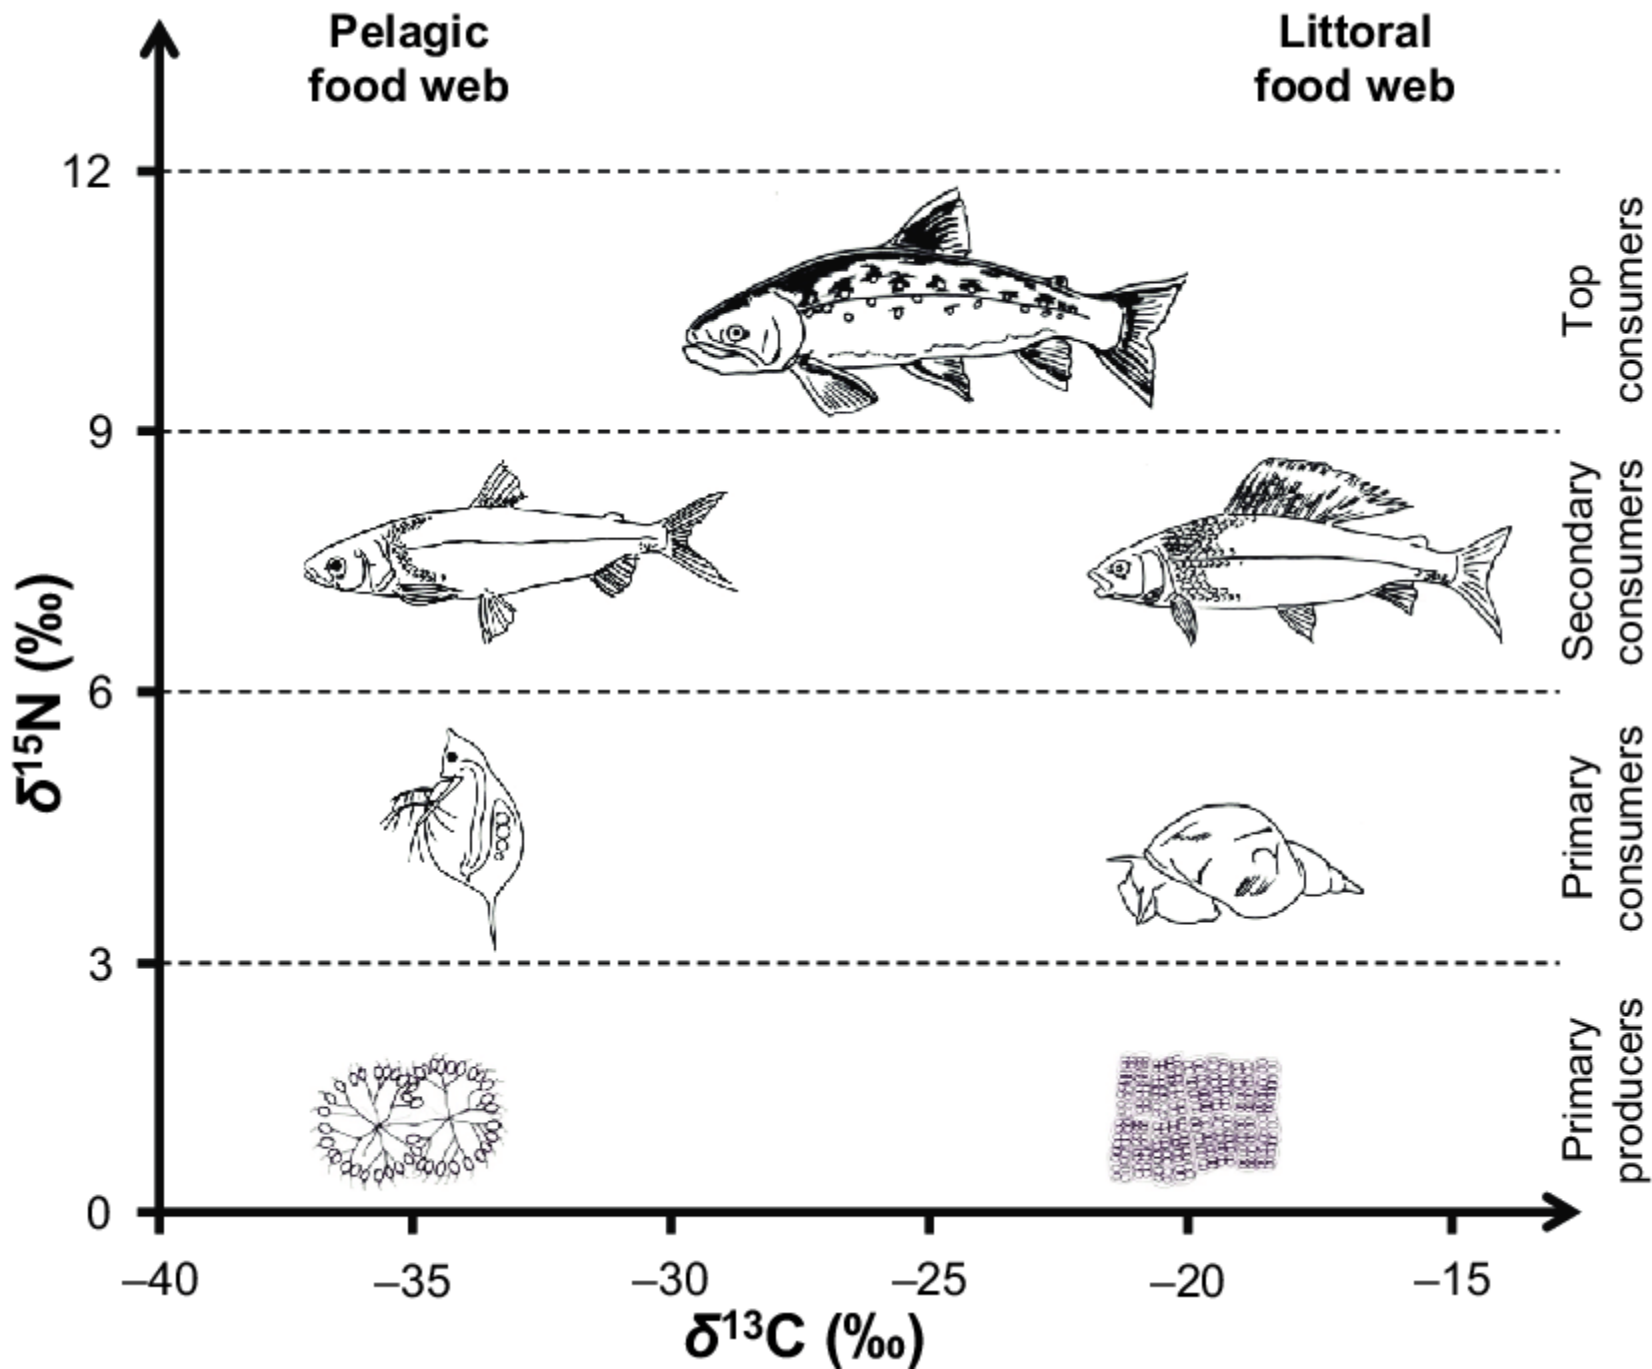 Pelagic
food web
Littoral
food web
12
9
6
3
0
δ¹⁵N (‰)
Top
consumers
Secondary
consumers
Primary
consumers
Primary
producers
–40
–35
–30
–25
–20
–15
δ¹³C (‰)